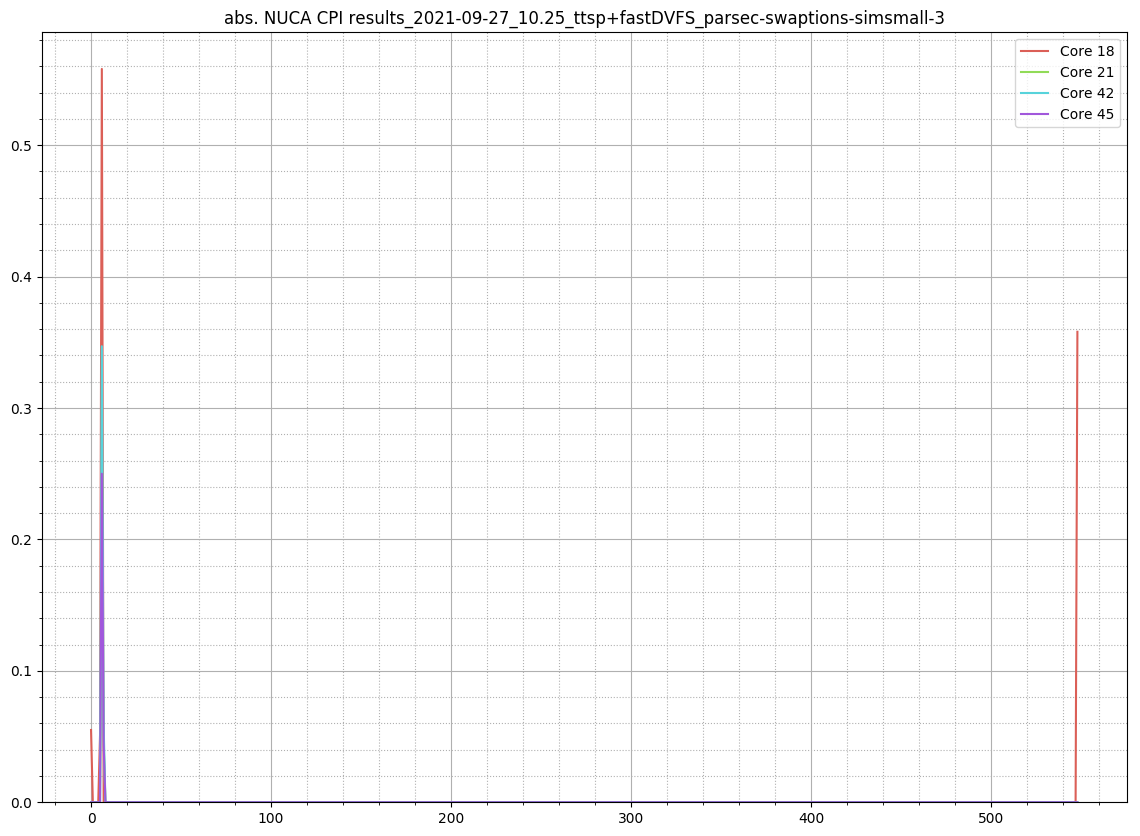 abs. NUCA CPI results_2021-09-27_10.25_ttsp+fastDVFS_parsec-swaptions-simsmall-3
Core 18
Core 21
Core 42
Core 45
0.5
0.4
0.3
0.2
0.1
0.0
0 100 200 300 400 500